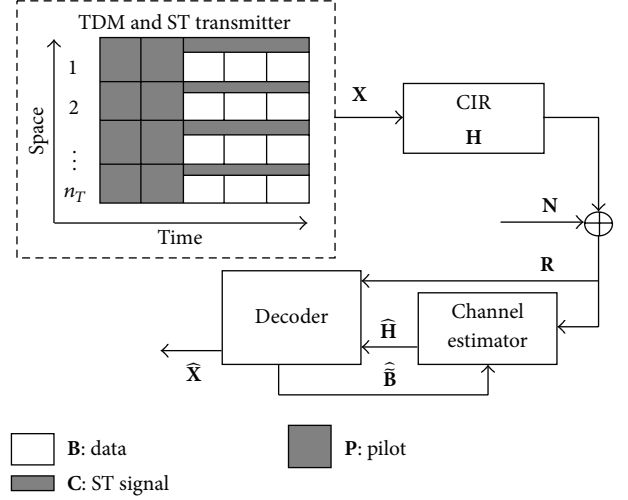 TDM and ST transmitter
Space
1
2
⋮
n_T
Time
X
CIR
H
N
R
Decoder
Channel
estimator
Ĥ
X̂
B̃̂
B: data
C: ST signal
P: pilot